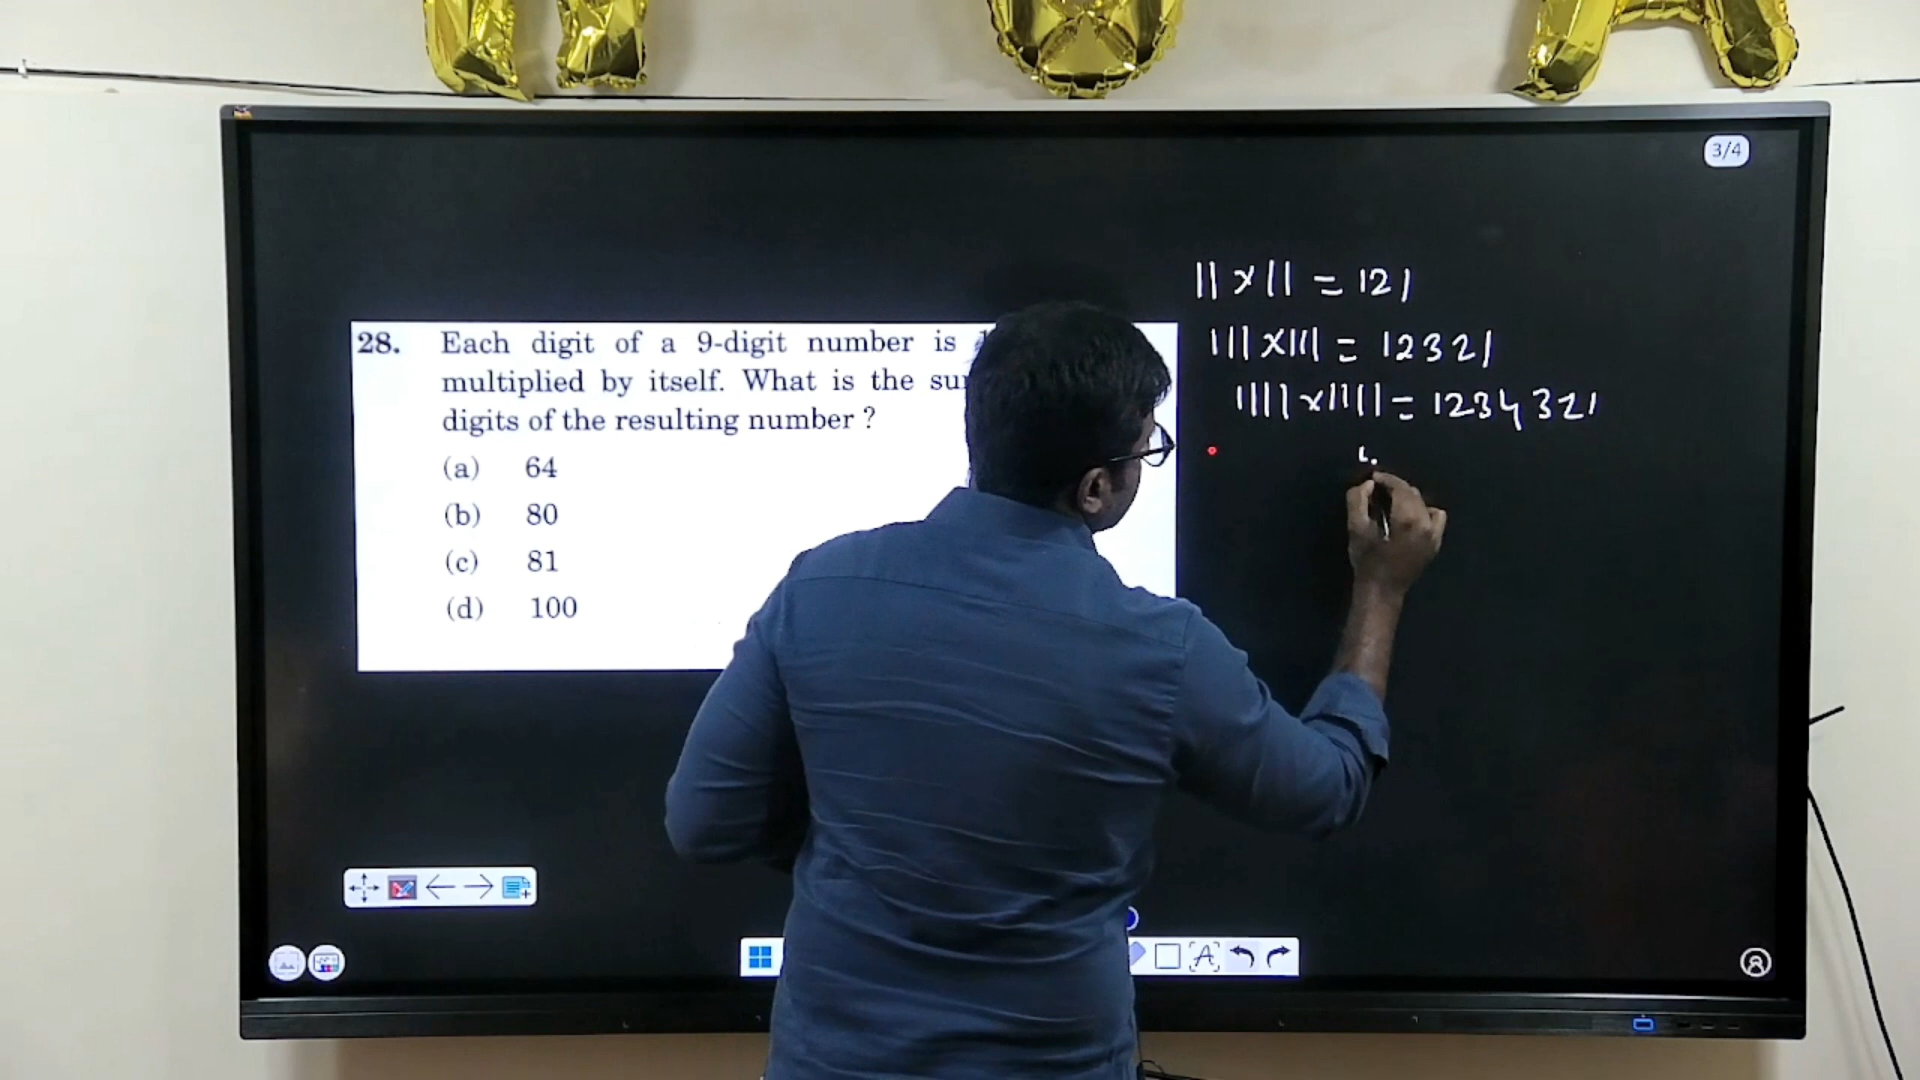 3/4
28. Each digit of a 9-digit number is
multiplied by itself. What is the
digits of the resulting number ?
(a) 64
(b) 80
(c) 81
(d) 100
11 x 11 = 121
111 x 111 = 12321
1111 x 1111 = 1234321
A